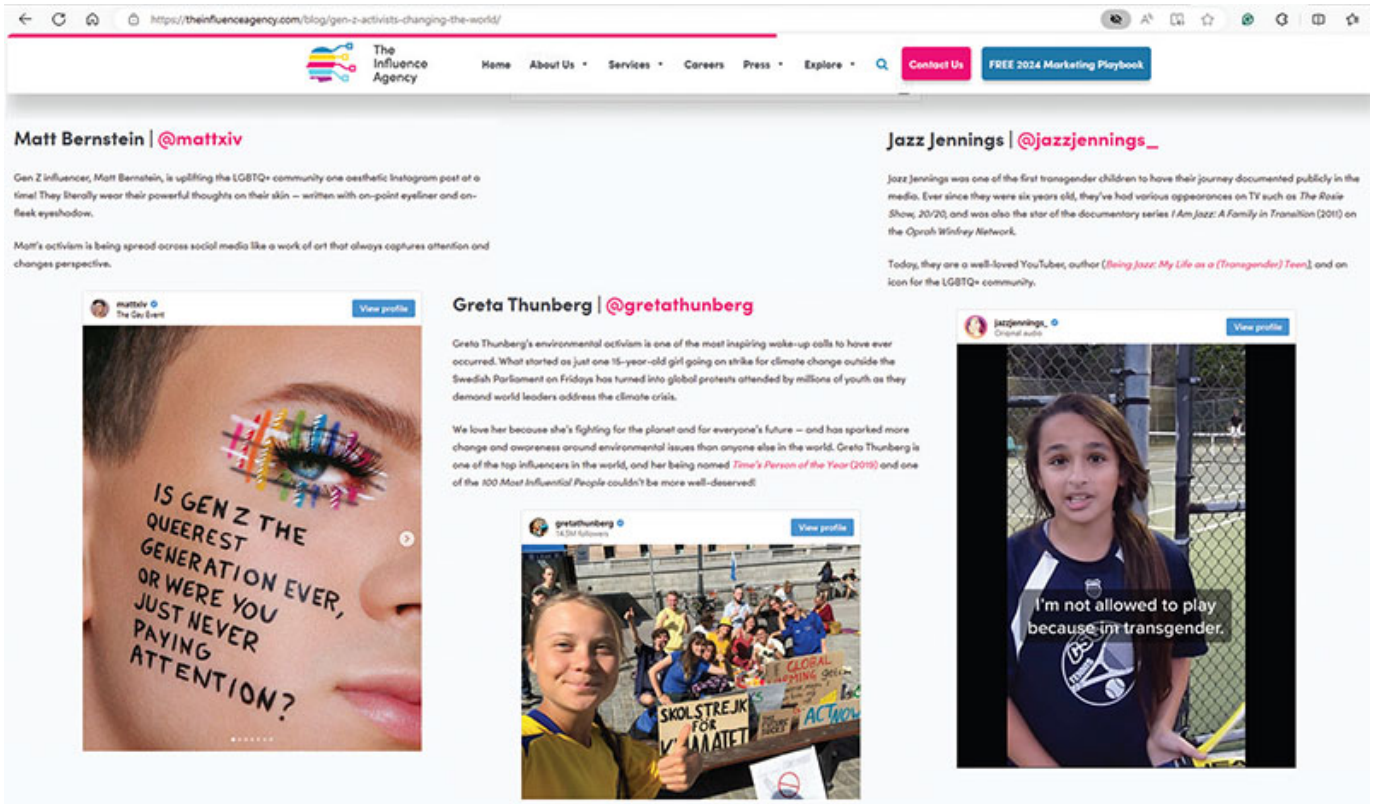 https://theinfluenceagency.com/blog/gen-z-activists-changing-the-world/
The
Influence
Agency
Home About Us Services Careers Press Explore Contact Us FREE 2024 Marketing Playbook
Matt Bernstein | @mattxiv
Gen Z influencer, Matt Bernstein, is uplifting the LGBTQ+ community one aesthetic Instagram post at a
time! They literally wear their powerful thoughts on their skin — written with on-point eyeliner and on-
fleek eyeshadow.
Matt's activism is being spread across social media like a work of art that always captures attention and
changes perspective.
mattxiv
The Gay Event
View profile
IS GEN Z THE
QUEEREST
GENERATION EVER,
OR WERE YOU
JUST NEVER
PAYING
ATTENTION?
Greta Thunberg | @gretathunberg
Greta Thunberg's environmental activism is one of the most inspiring wake-up calls to have ever
occurred. What started as just one 15-year-old girl going on strike for climate change outside the
Swedish Parliament on Fridays has turned into global protests attended by millions of youth as they
demand world leaders address the climate crisis.
We love her because she's fighting for the planet and for everyone's future — and has sparked more
change and awareness around environmental issues than anyone else in the world. Greta Thunberg is
one of the top influencers in the world, and her being named Time's Person of the Year (2019) and one
of the 100 Most Influential People couldn't be more well-deserved!
gretathunberg
14.5M followers
View profile
GLOBAL
SKOLSTREJK
FÖR
KLIMATET
ACT NOW
Jazz Jennings | @jazzjennings_
Jazz Jennings was one of the first transgender children to have their journey documented publicly in the
media. Ever since they were six years old, they've had various appearances on TV such as The Rosie
Show, 20/20, and was also the star of the documentary series I Am Jazz: A Family in Transition (2011) on
the Oprah Winfrey Network.
Today, they are a well-loved YouTuber, author (Being Jazz: My Life as a (Transgender) Teen), and an
icon for the LGBTQ+ community.
jazzjennings_
Original audio
View profile
I'm not allowed to play
because im transgender.